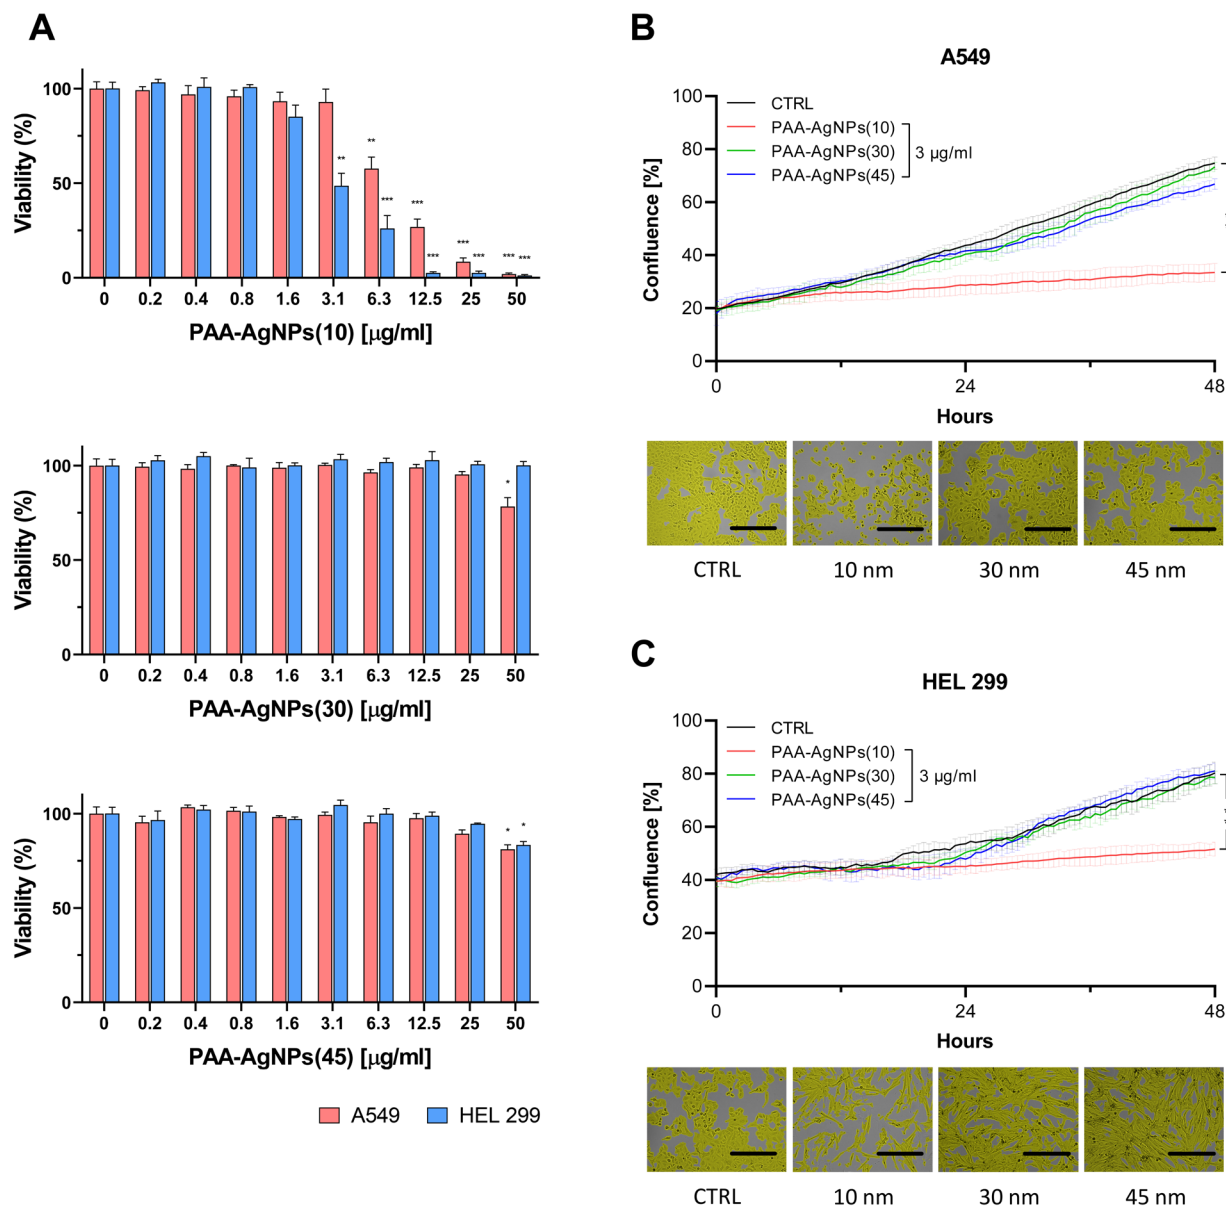 A
Viability (%)
100
50
0
** ** *** *** *** *** *** *** ***
0 0.2 0.4 0.8 1.6 3.1 6.3 12.5 25 50
PAA-AgNPs(10) [μg/ml]
Viability (%)
100
50
0
*
0 0.2 0.4 0.8 1.6 3.1 6.3 12.5 25 50
PAA-AgNPs(30) [μg/ml]
Viability (%)
100
50
0
* *
0 0.2 0.4 0.8 1.6 3.1 6.3 12.5 25 50
PAA-AgNPs(45) [μg/ml]
A549 HEL 299
B
A549
Confluence [%]
100
80
60
40
20
0
CTRL
PAA-AgNPs(10)
PAA-AgNPs(30)
PAA-AgNPs(45)
3 μg/ml
0 24 48
Hours
CTRL 10 nm 30 nm 45 nm
C
HEL 299
Confluence [%]
100
80
60
40
20
0
CTRL
PAA-AgNPs(10)
PAA-AgNPs(30)
PAA-AgNPs(45)
3 μg/ml
0 24 48
Hours
CTRL 10 nm 30 nm 45 nm